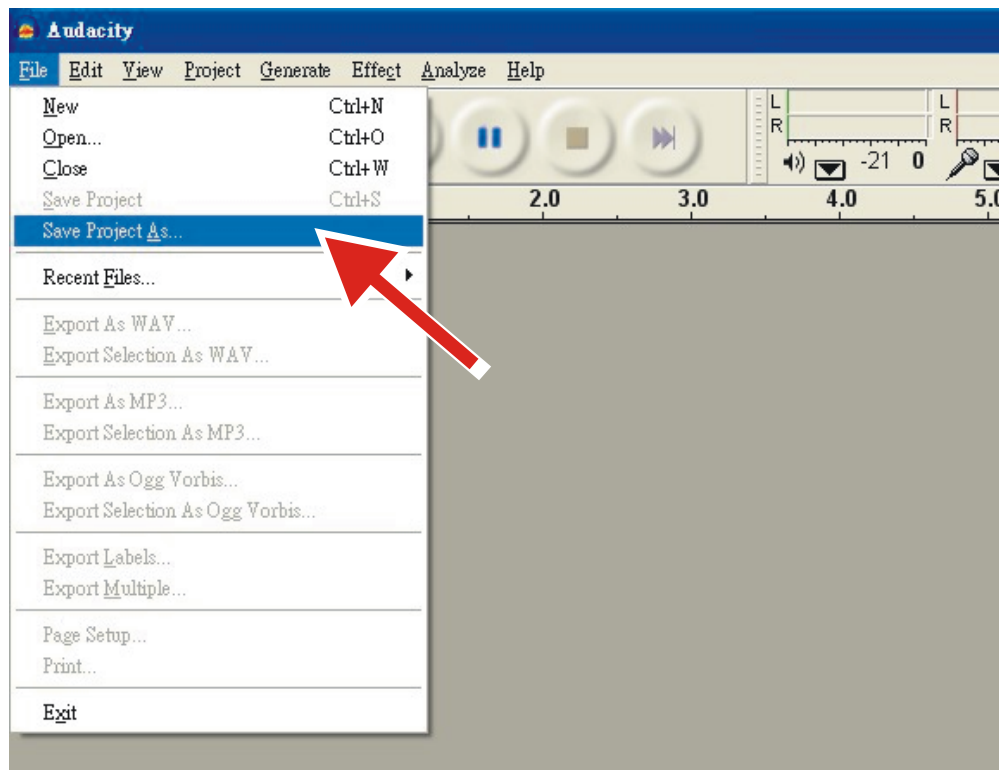 Audacity
File Edit View Project Generate Effect Analyze Help
New Ctrl+N
Open... Ctrl+O
Close Ctrl+W
Save Project Ctrl+S
Save Project As...
Recent Files...
Export As WAV...
Export Selection As WAV...
Export As MP3...
Export Selection As MP3...
Export As Ogg Vorbis...
Export Selection As Ogg Vorbis...
Export Labels...
Export Multiple...
Page Setup...
Print...
Exit
L L
R R
-21 0
2.0 3.0 4.0 5.0